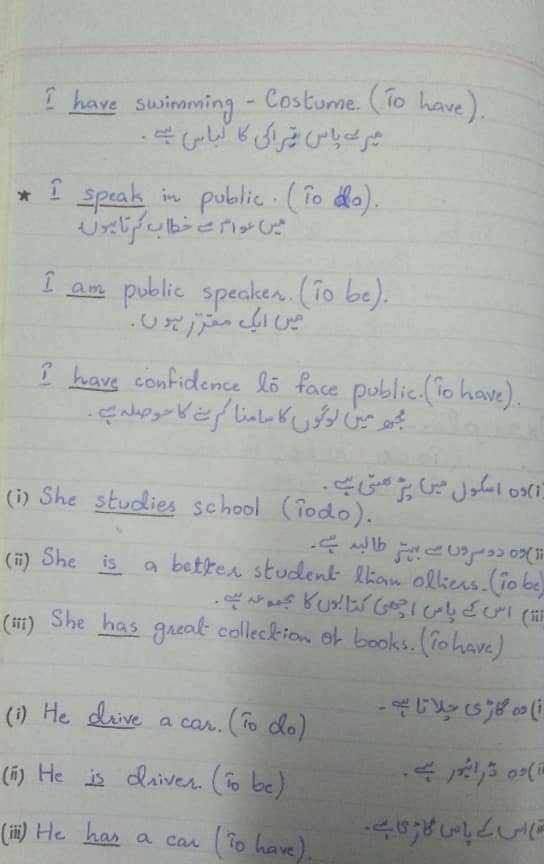 I have swimming - Costume. (To have).
میرے پاس تیراکی کا لباس ہے۔
* I speak in public. (To do).
میں عوام سے خطاب کرتا ہوں
I am public speaker. (To be).
میں ایک مقرر ہوں۔
I have confidence to face public. (To have).
مجھ میں لوگوں کا سامنا کرنے کا حوصلہ ہے۔
(i) وہ اسکول میں پڑھتی ہے۔
(i) She studies school (To do).
(ii) وہ دوسروں سے بہتر طالبہ ہے۔
(ii) She is a better student than others. (To be)
(iii) اس کے پاس اچھی کتابوں کا مجموعہ ہے۔
(iii) She has great collection of books. (To have)
(i) He drive a car. (To do)
(i) وہ گاڑی چلاتا ہے۔
(ii) He is driver. (To be)
(ii) وہ ڈرائیور ہے۔
(iii) He has a car (To have)
(iii) اس کے پاس گاڑی ہے۔